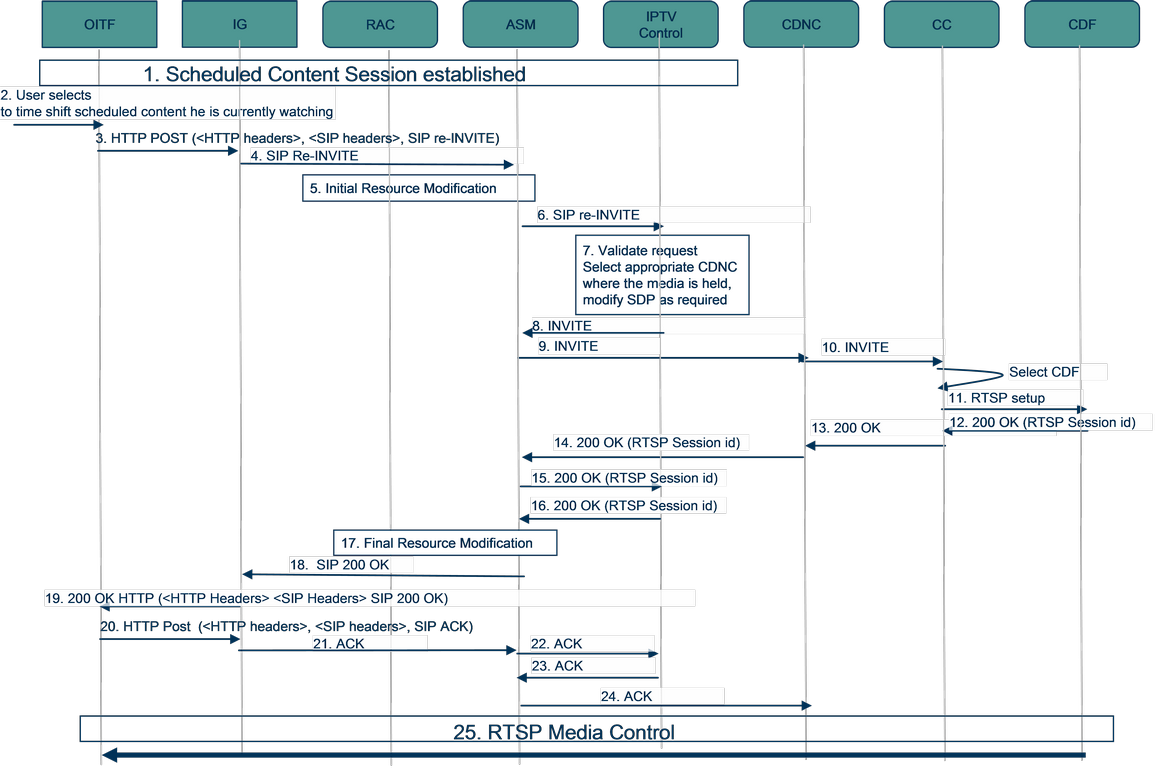 OITF
IG
RAC
ASM
IPTV
Control
CDNC
CC
CDF
1. Scheduled Content Session established
2. User selects
to time shift scheduled content he is currently watching
3. HTTP POST (<HTTP headers>, <SIP headers>, SIP re-INVITE)
4. SIP Re-INVITE
5. Initial Resource Modification
6. SIP re-INVITE
7. Validate request
Select appropriate CDNC
where the media is held,
modify SDP as required
8. INVITE
9. INVITE
10. INVITE
Select CDF
11. RTSP setup
12. 200 OK (RTSP Session id)
13. 200 OK
14. 200 OK (RTSP Session id)
15. 200 OK (RTSP Session id)
16. 200 OK (RTSP Session id)
17. Final Resource Modification
18. SIP 200 OK
19. 200 OK HTTP (<HTTP Headers> <SIP Headers> SIP 200 OK)
20. HTTP Post (<HTTP headers>, <SIP headers>, SIP ACK)
21. ACK
22. ACK
23. ACK
24. ACK
25. RTSP Media Control